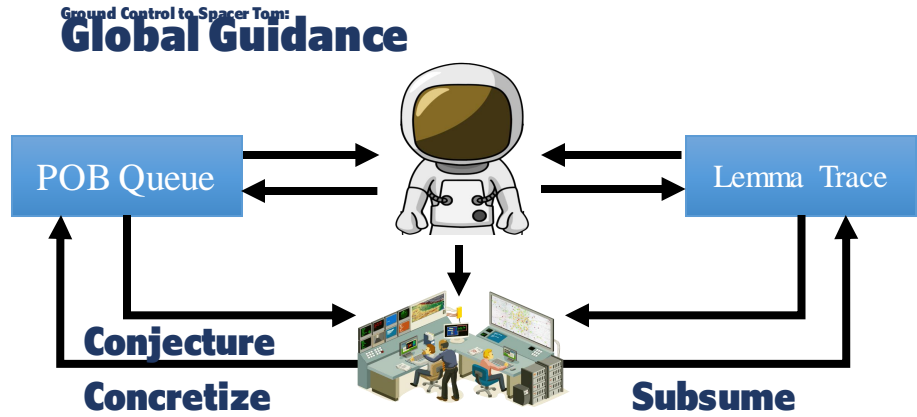 Ground Control to Spacer Tom:
Global Guidance
POB Queue
Lemma Trace
Conjecture
Concretize
Subsume